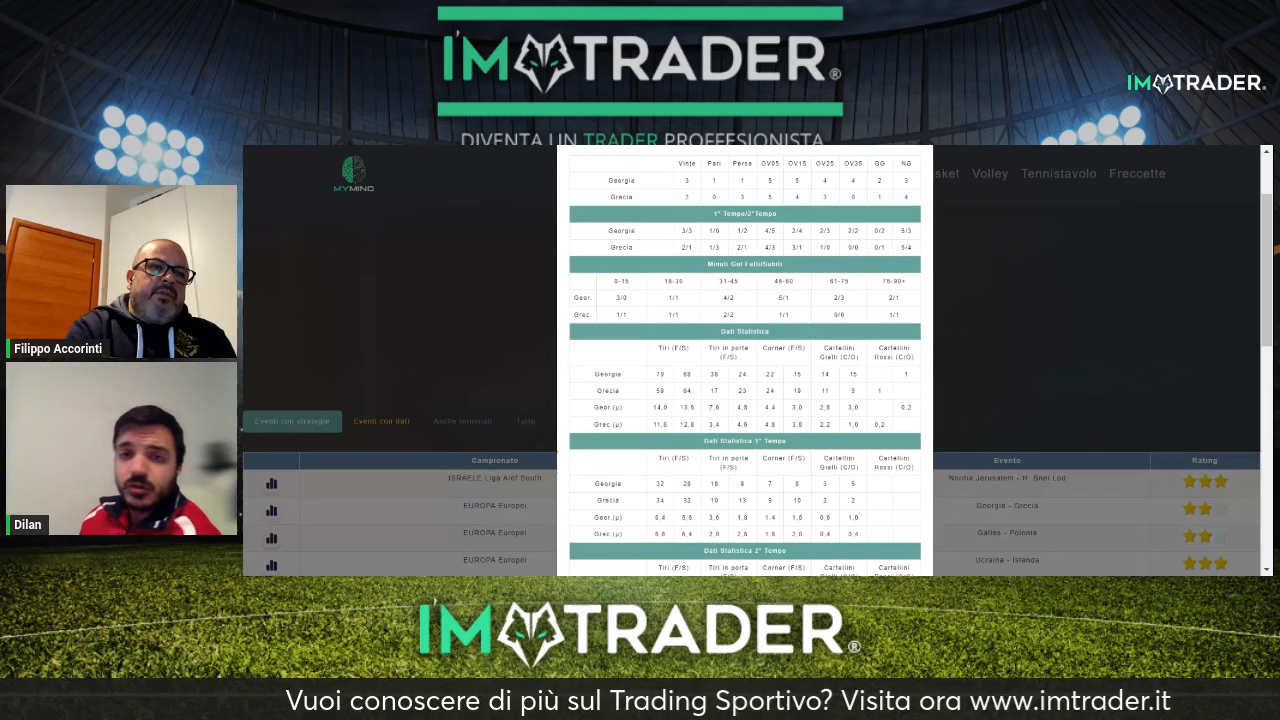 I'M TRADER®
DIVENTA UN TRADER PROFFESIONISTA
I'M TRADER®
MYMIND
sket Volley Tennistavolo Freccette
Vinte Pari Perse OV05 OV15 OV25 OV35 GG NG
Georgia 3 1 1 5 5 4 4 2 3
Grecia 2 0 3 5 4 3 0 1 4
1° Tempo/2°Tempo
Georgia 3/3 1/0 1/2 4/5 2/4 2/3 2/2 0/2 5/3
Grecia 2/1 1/3 2/1 4/3 3/1 1/0 0/0 0/1 5/4
Minuti Gol Fatti/Subiti
0-15 16-30 31-45 46-60 61-75 76-90+
Geor. 3/0 1/1 4/2 5/1 2/3 2/1
Grec. 1/1 1/1 2/2 1/1 0/0 1/1
Dati Statistica
Tiri (F/S) Tiri in porta (F/S) Corner (F/S) Cartellini Gialli (C/O) Cartellini Rossi (C/O)
Georgia 70 68 38 24 22 15 14 15 1
Grecia 59 64 17 23 24 19 11 5 1
Geor.(µ) 14,0 13,6 7,6 4,8 4,4 3,0 2,8 3,0 0,2
Grec.(µ) 11,8 12,8 3,4 4,6 4,8 3,8 2,2 1,0 0,2
Dati Statistica 1° Tempo
Tiri (F/S) Tiri in porta (F/S) Corner (F/S) Cartellini Gialli (C/O) Cartellini Rossi (C/O)
Georgia 32 28 18 9 7 8 3 5
Grecia 34 32 10 13 9 10 2 2
Geor.(µ) 6,4 5,6 3,6 1,8 1,4 1,6 0,6 1,0
Grec.(µ) 6,8 6,4 2,0 2,6 1,8 2,0 0,4 0,4
Dati Statistica 2° Tempo
Tiri (F/S) Tiri in porta Corner (F/S) Cartellini Cartellini
Eventi con strategie Eventi con dati Anche terminati Tutto
Campionato Evento Rating
ISRAELE Liga Alef South Nordia Jerusalem - H. Bnei Lod
EUROPA Europei Georgia - Grecia
EUROPA Europei Galles - Polonia
EUROPA Europei Ucraina - Islanda
Filippo Accorinti
Dilan
I'M TRADER®
Vuoi conoscere di più sul Trading Sportivo? Visita ora www.imtrader.it